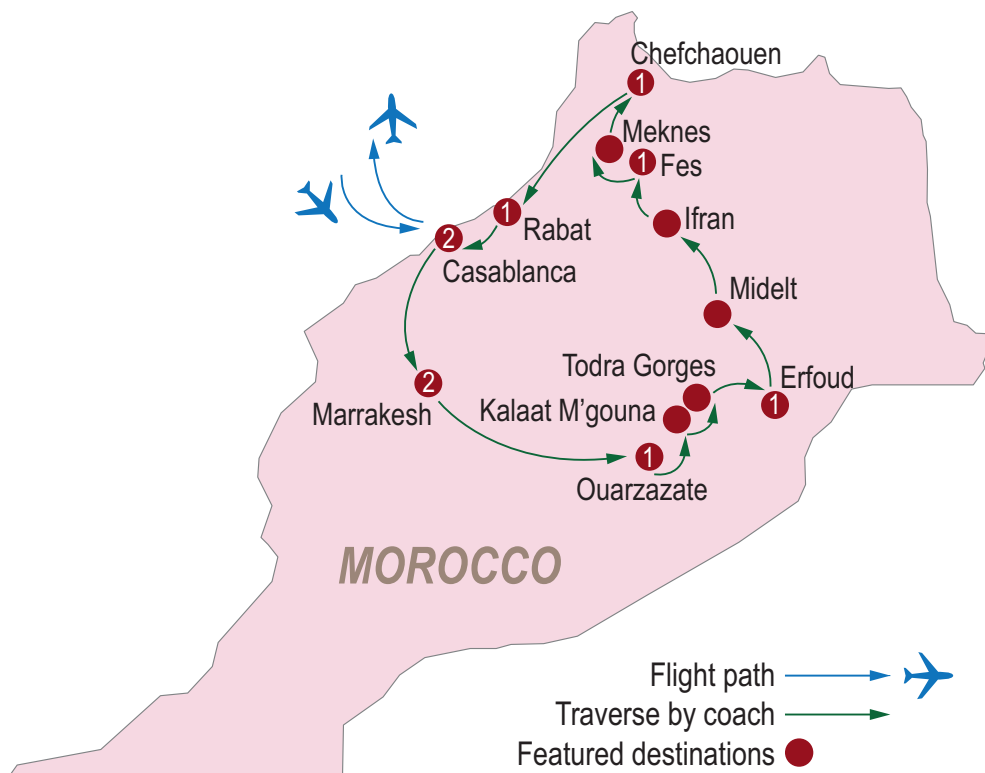 Chefchaouen
1
Meknes
1
Fes
Ifran
1
Rabat
2
Casablanca
Midelt
Todra Gorges
Erfoud
2
Kalaat M'gouna
1
Marrakesh
1
Ouarzazate
MOROCCO
Flight path
Traverse by coach
Featured destinations